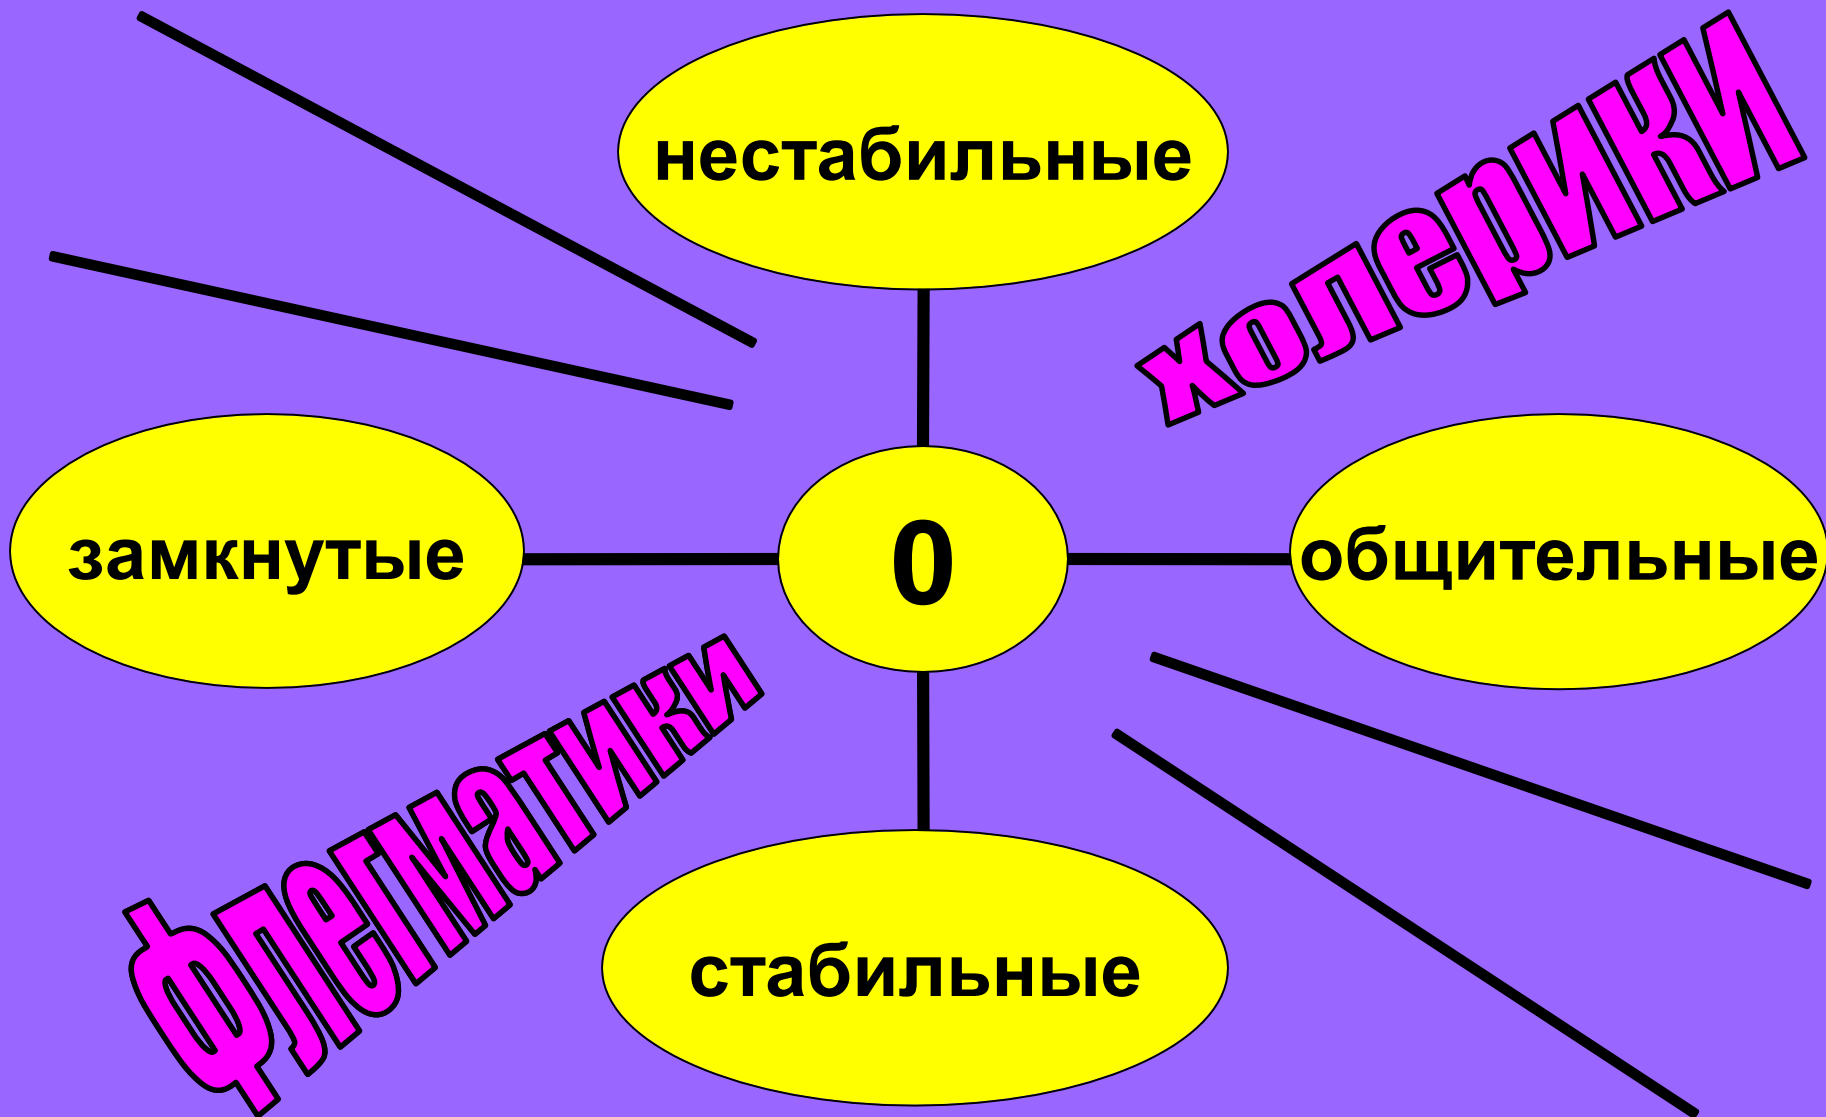 нестабильные
холерики
замкнутые
0
общительные
флегматики
стабильные